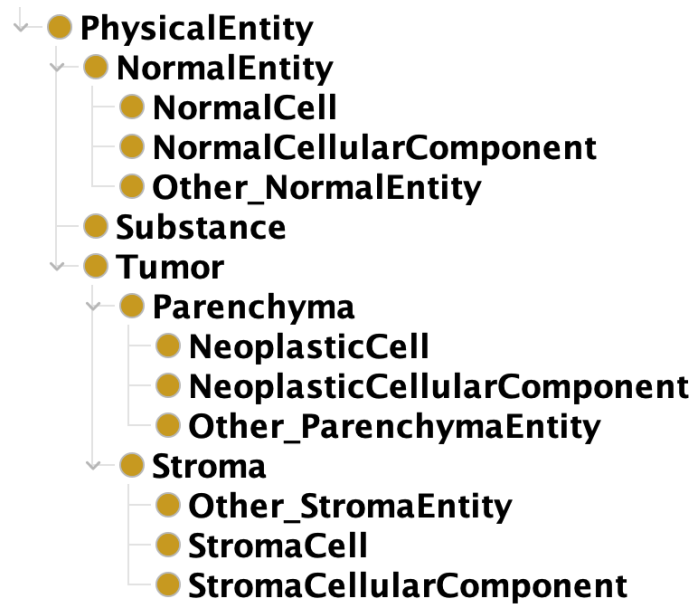 PhysicalEntity
NormalEntity
NormalCell
NormalCellularComponent
Other_NormalEntity
Substance
Tumor
Parenchyma
NeoplasticCell
NeoplasticCellularComponent
Other_ParenchymaEntity
Stroma
Other_StromaEntity
StromaCell
StromaCellularComponent